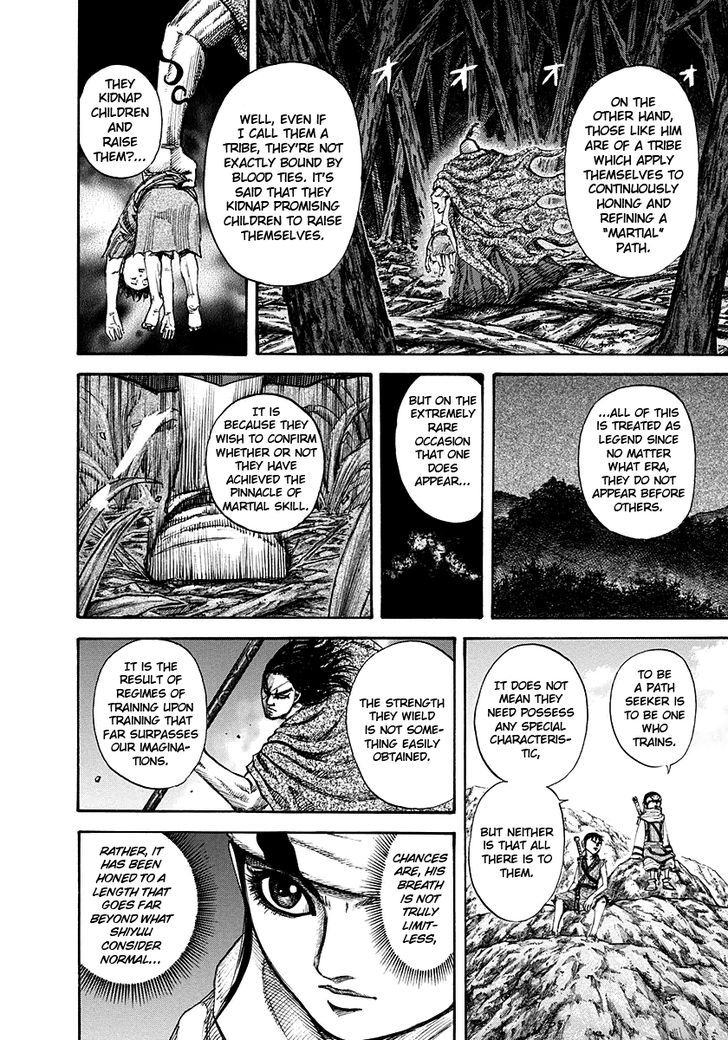 ON THE
OTHER HAND,
THOSE LIKE HIM
ARE OF A TRIBE
WHICH APPLY
THEMSELVES TO
CONTINUOUSLY
HONING AND
REFINING A
"MARTIAL"
PATH.
オ オ オ オ
WELL, EVEN IF
I CALL THEM A
TRIBE, THEY'RE NOT
EXACTLY BOUND BY
BLOOD TIES. IT'S
SAID THAT THEY
KIDNAP PROMISING
CHILDREN TO RAISE
THEMSELVES.
THEY
KIDNAP
CHILDREN
AND
RAISE
THEM?...
...ALL OF THIS
IS TREATED AS
LEGEND SINCE
NO MATTER
WHAT ERA,
THEY DO NOT
APPEAR BEFORE
OTHERS.
BUT ON THE
EXTREMELY
RARE
OCCASION
THAT ONE
DOES
APPEAR...
IT IS
BECAUSE THEY
WISH TO CONFIRM
WHETHER OR NOT
THEY HAVE
ACHIEVED THE
PINNACLE OF
MARTIAL SKILL.
TO BE
A PATH
SEEKER
IS TO BE
ONE WHO
TRAINS.
IT DOES NOT
MEAN THEY
NEED POSSESS
ANY SPECIAL
CHARACTERIS-
TIC,
BUT NEITHER
IS THAT ALL
THERE IS TO
THEM.
THE STRENGTH
THEY WIELD
IS NOT SOME-
THING EASILY
OBTAINED.
IT IS THE
RESULT OF
REGIMES OF
TRAINING UPON
TRAINING THAT
FAR SURPASSES
OUR IMAGINA-
TIONS.
CHANCES
ARE, HIS
BREATH IS
NOT
TRULY
LIMIT-
LESS,
RATHER, IT
HAS BEEN
HONED TO A
LENGTH THAT
GOES FAR
BEYOND WHAT
SHIYUU
CONSIDER
NORMAL...